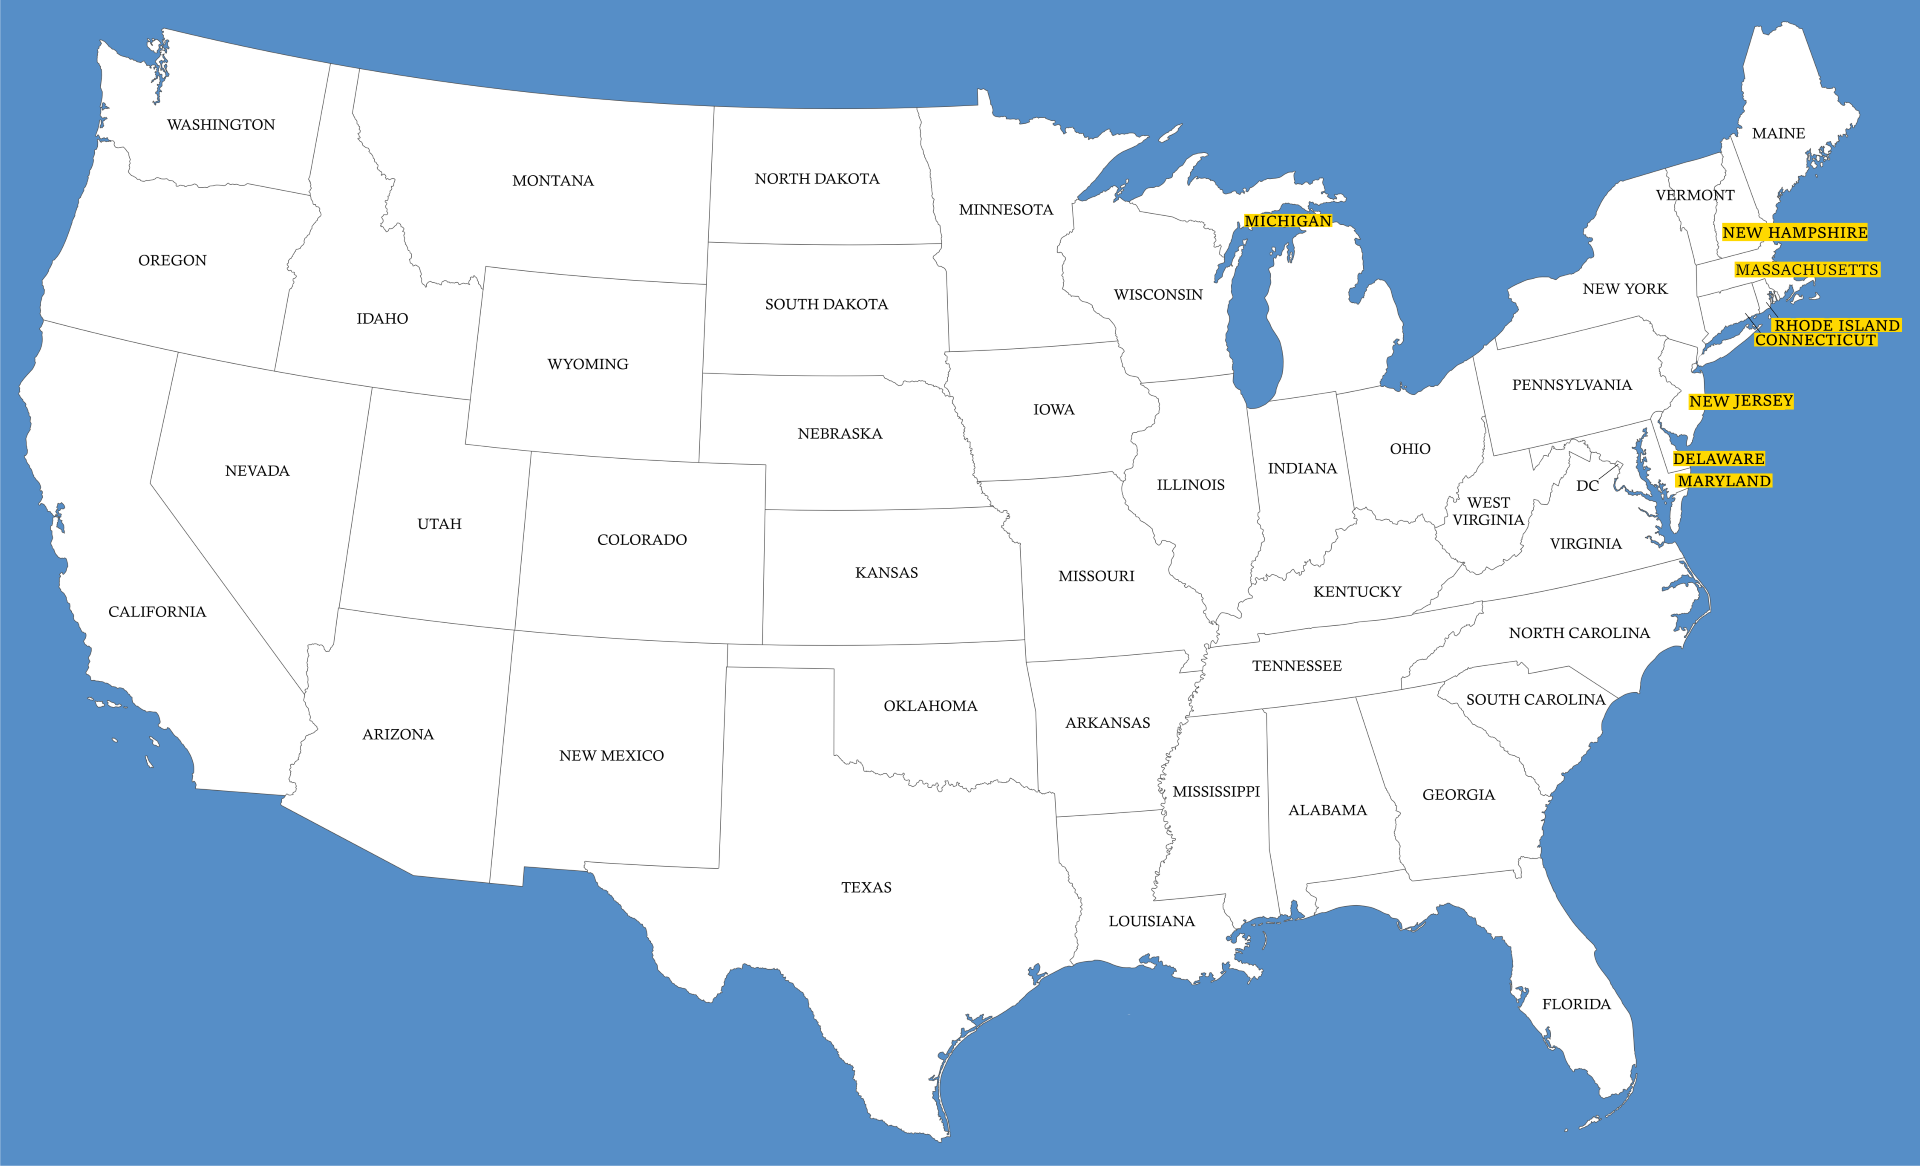 WASHINGTON
MAINE
MONTANA
NORTH DAKOTA
VERMONT
MINNESOTA
MICHIGAN
NEW HAMPSHIRE
OREGON
MASSACHUSETTS
NEW YORK
WISCONSIN
SOUTH DAKOTA
IDAHO
RHODE ISLAND
CONNECTICUT
WYOMING
PENNSYLVANIA
NEW JERSEY
IOWA
NEBRASKA
OHIO
DELAWARE
INDIANA
NEVADA
MARYLAND
ILLINOIS
DC
WEST
VIRGINIA
UTAH
COLORADO
VIRGINIA
KANSAS
MISSOURI
KENTUCKY
CALIFORNIA
NORTH CAROLINA
TENNESSEE
SOUTH CAROLINA
OKLAHOMA
ARKANSAS
ARIZONA
NEW MEXICO
MISSISSIPPI
GEORGIA
ALABAMA
TEXAS
LOUISIANA
FLORIDA